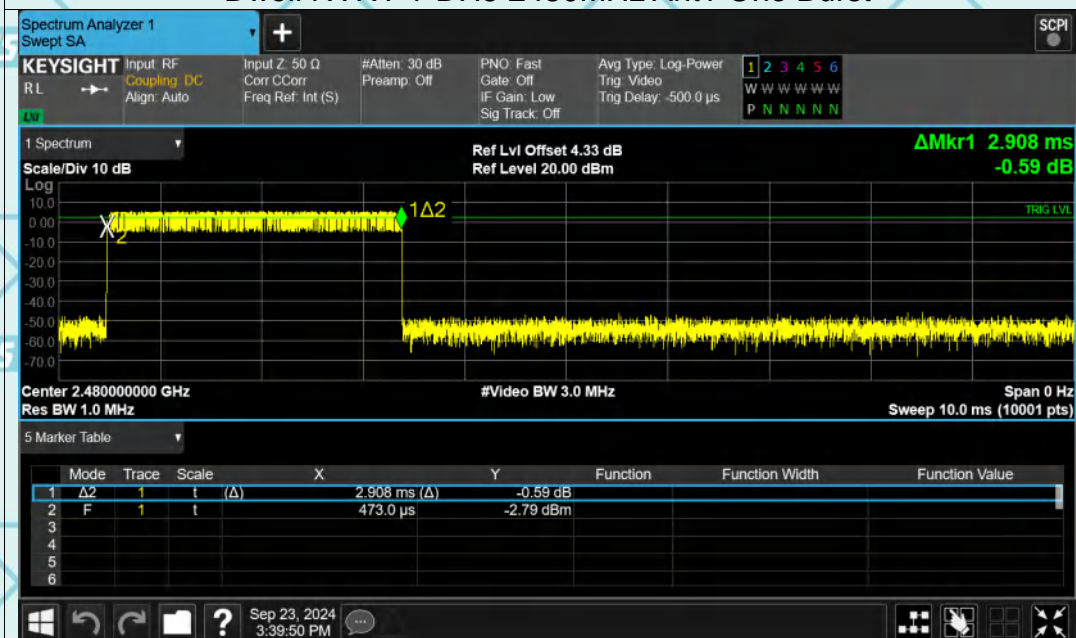 Spectrum Analyzer 1
Swept SA
+
SCPI
KEYSIGHT
RL
LXI
Input: RF
Coupling: DC
Align: Auto
Input Z: 50 Ω
Corr CCorr
Freq Ref: Int (S)
#Atten: 30 dB
Preamp: Off
PNO: Fast
Gate: Off
IF Gain: Low
Sig Track: Off
Avg Type: Log-Power
Trig: Video
Trig Delay: -500.0 µs
1 2 3 4 5 6
W W W W W W
P N N N N N
1 Spectrum
Scale/Div 10 dB
Ref Lvl Offset 4.33 dB
Ref Level 20.00 dBm
ΔMkr1 2.908 ms
-0.59 dB
Log
10.0
0.00
-10.0
-20.0
-30.0
-40.0
-50.0
-60.0
-70.0
X
2
1Δ2
TRIG LVL
Center 2.480000000 GHz
Res BW 1.0 MHz
#Video BW 3.0 MHz
Span 0 Hz
Sweep 10.0 ms (10001 pts)
5 Marker Table
Mode Trace Scale X Y Function Function Width Function Value
1 Δ2 1 t (Δ) 2.908 ms (Δ) -0.59 dB
2 F 1 t 473.0 µs -2.79 dBm
3
4
5
6
?
Sep 23, 2024
3:39:50 PM